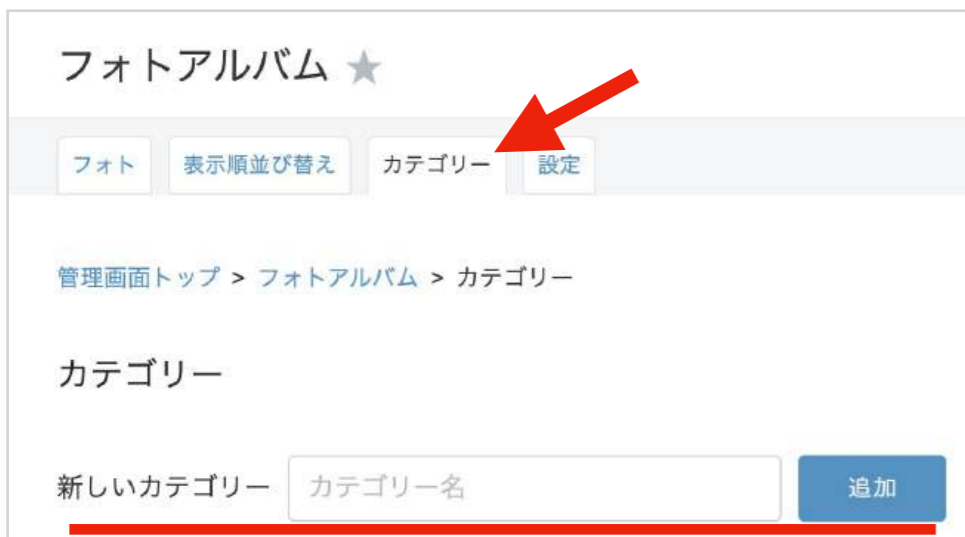 フォトアルバム ★
フォト 表示順並び替え カテゴリー 設定
管理画面トップ > フォトアルバム > カテゴリー
カテゴリー
新しいカテゴリー カテゴリー名 追加